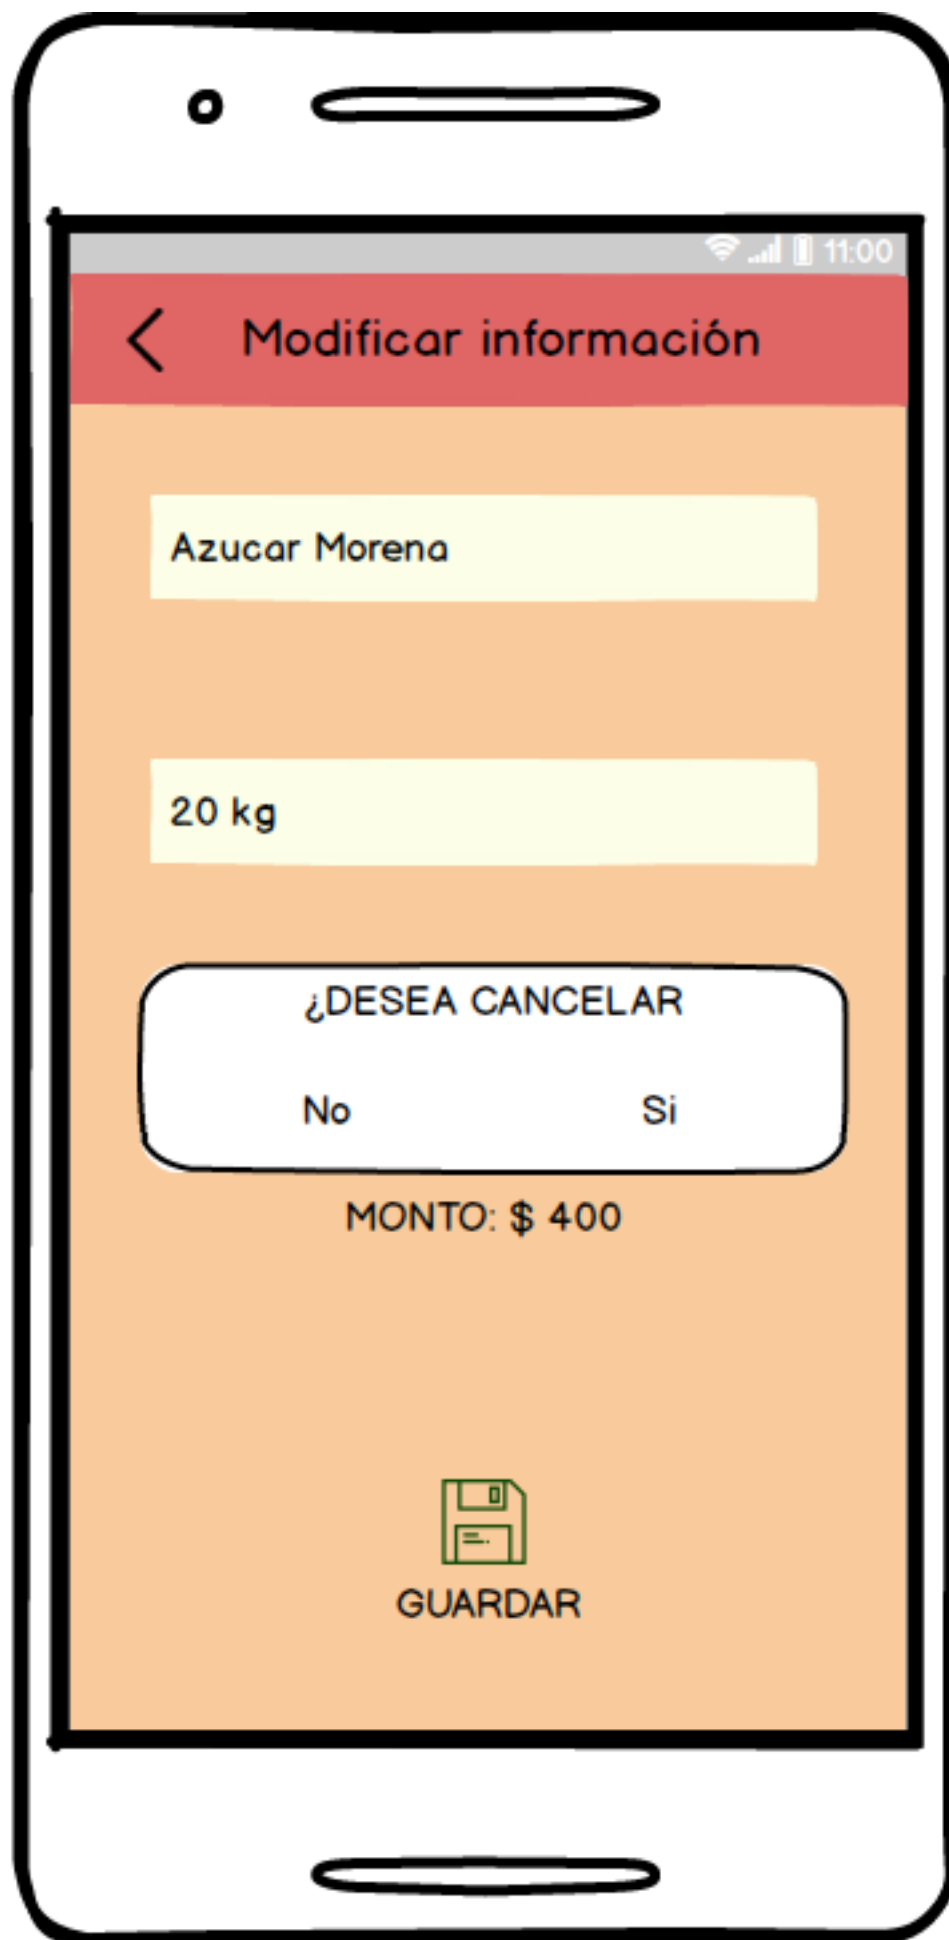 11:00
Modificar información
Azucar Morena
20 kg
¿DESEA CANCELAR
No Si
MONTO: $ 400
GUARDAR